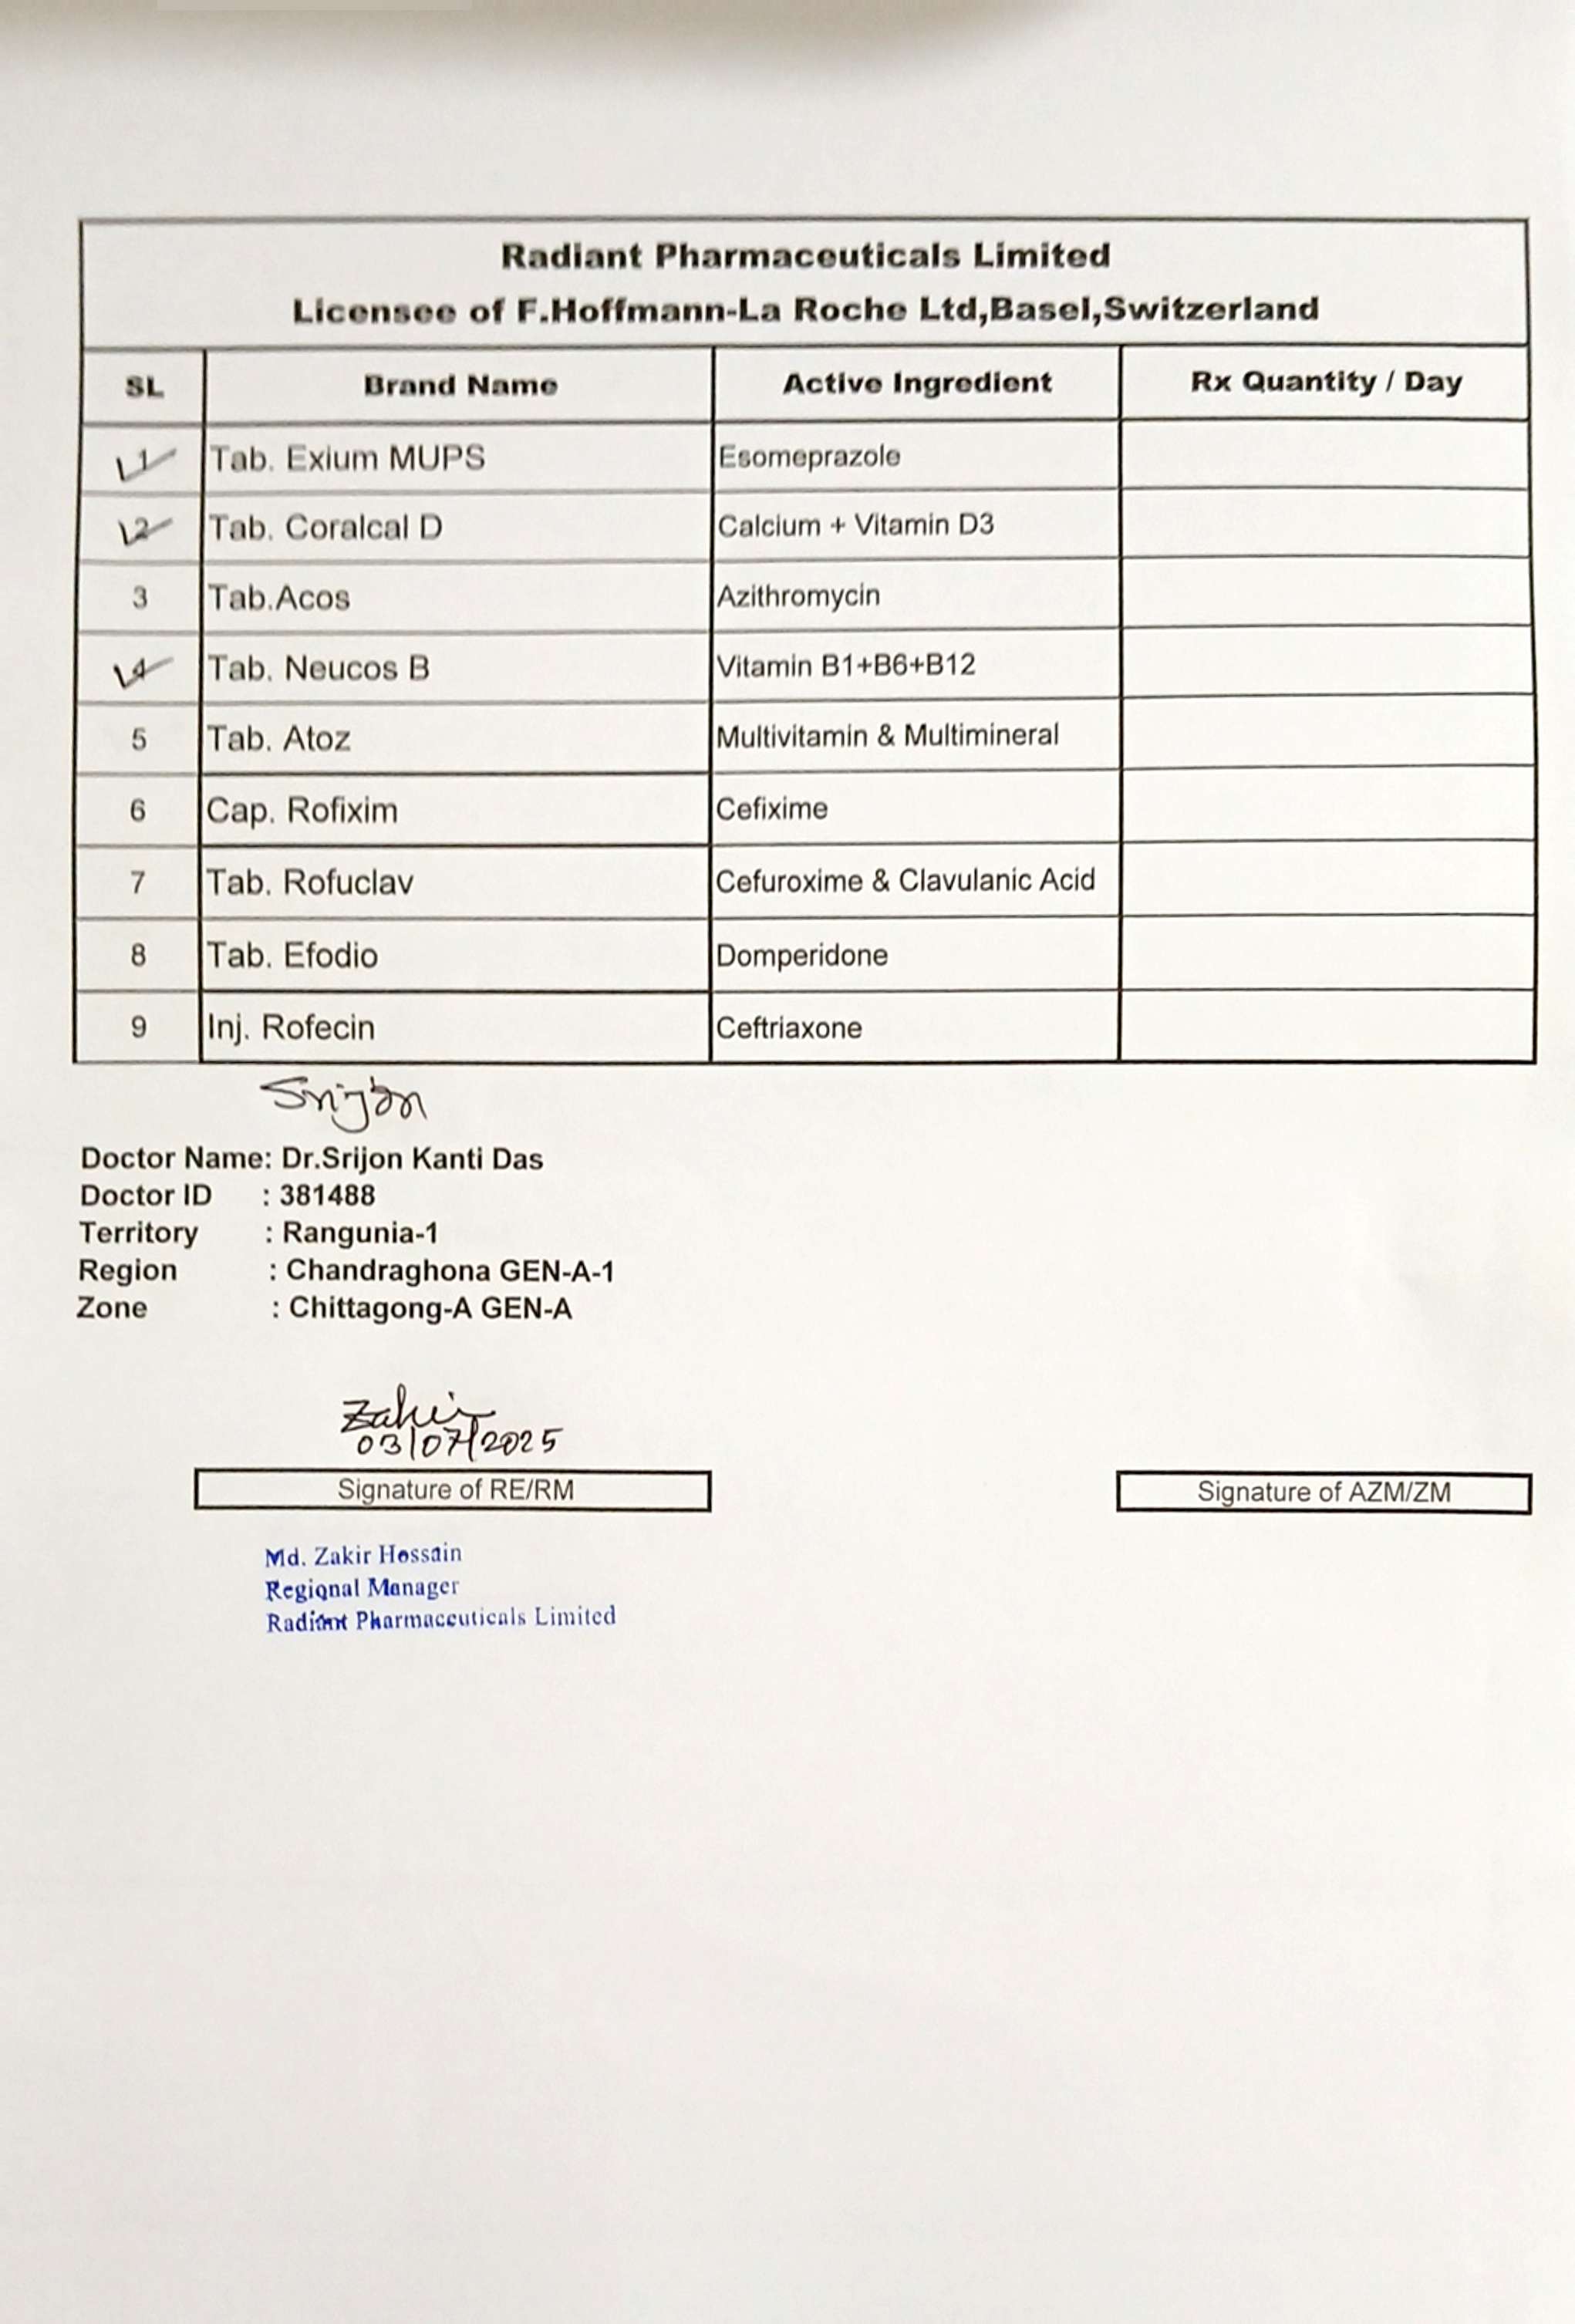 Radiant Pharmaceuticals Limited
Licensee of F.Hoffmann-La Roche Ltd,Basel,Switzerland
SL Brand Name Active Ingredient Rx Quantity / Day
1 Tab. Exium MUPS Esomeprazole
2 Tab. Coralcal D Calcium + Vitamin D3
3 Tab.Acos Azithromycin
4 Tab. Neucos B Vitamin B1+B6+B12
5 Tab. Atoz Multivitamin & Multimineral
6 Cap. Rofixim Cefixime
7 Tab. Rofuclav Cefuroxime & Clavulanic Acid
8 Tab. Efodio Domperidone
9 Inj. Rofecin Ceftriaxone
Srijon
Doctor Name: Dr.Srijon Kanti Das
Doctor ID : 381488
Territory : Rangunia-1
Region : Chandraghona GEN-A-1
Zone : Chittagong-A GEN-A
Zakir
03/07/2025
Signature of RE/RM Signature of AZM/ZM
Md. Zakir Hossain
Regional Manager
Radiant Pharmaceuticals Limited